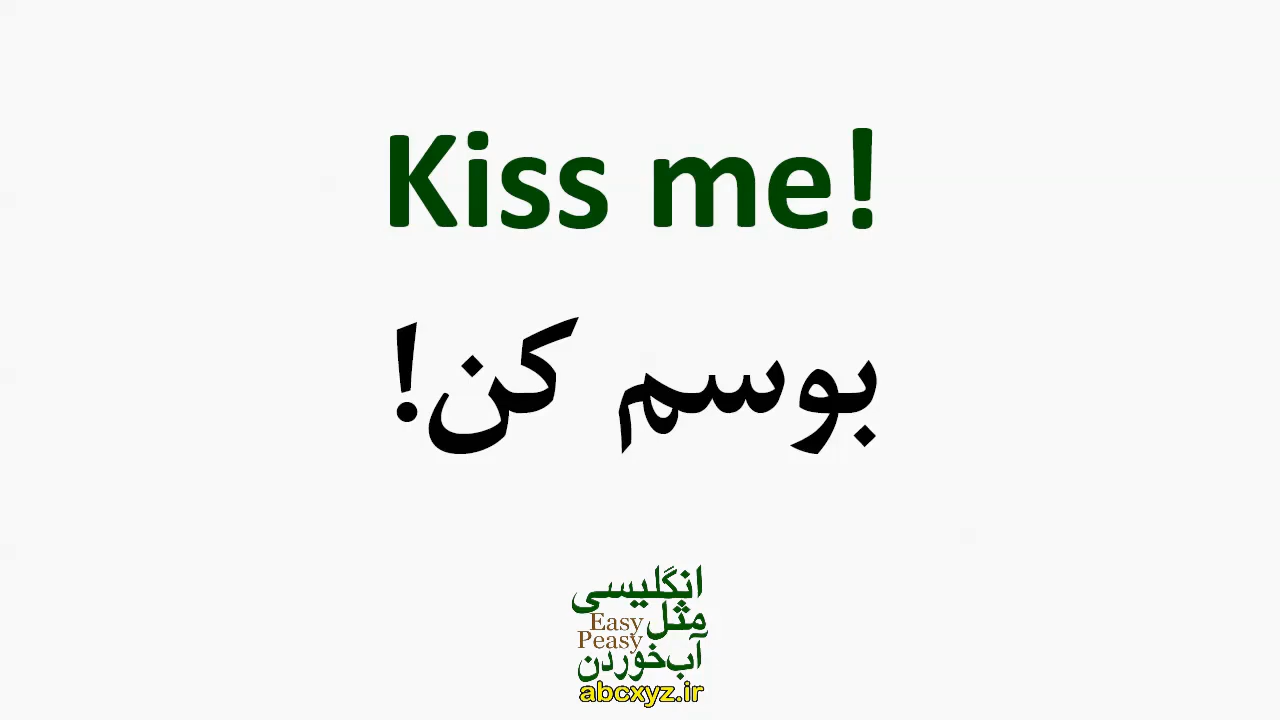 Kiss me!
بوسم کن!
انگلیسی
مثل Easy
Peasy
آب‌خوردن
abcxyz.ir